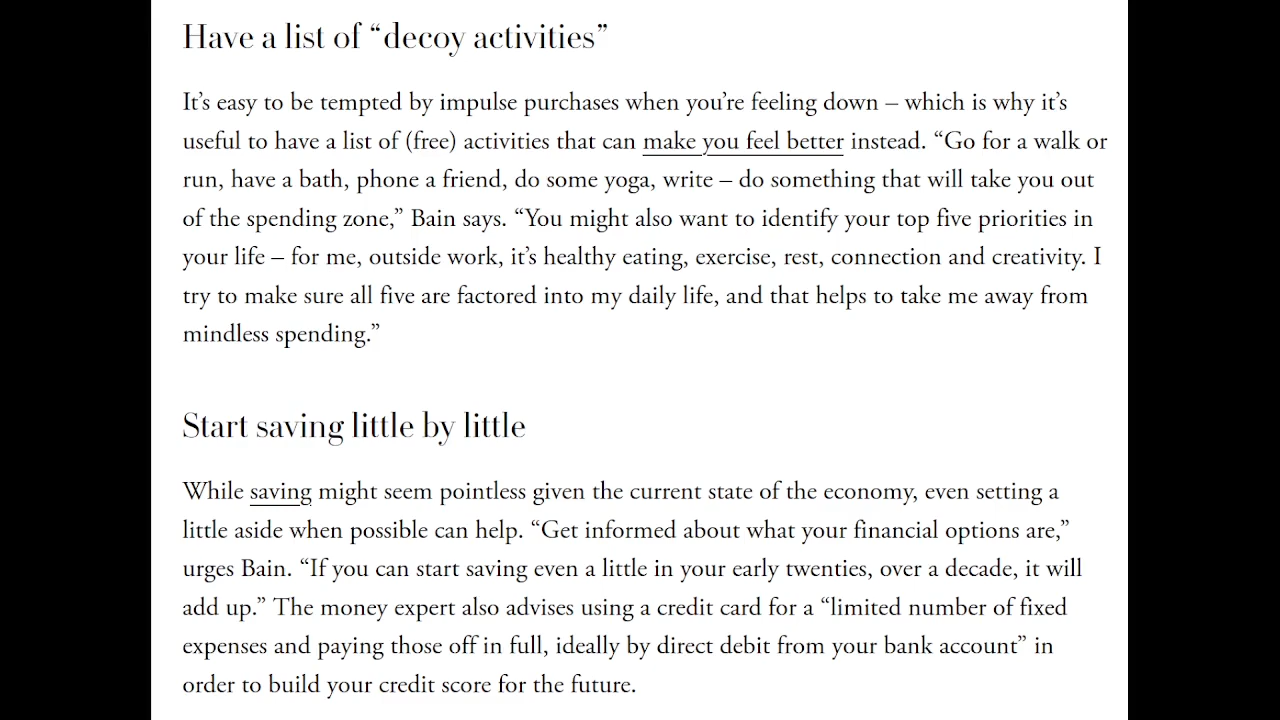 Have a list of “decoy activities”
It’s easy to be tempted by impulse purchases when you’re feeling down – which is why it’s
useful to have a list of (free) activities that can make you feel better instead. “Go for a walk or
run, have a bath, phone a friend, do some yoga, write – do something that will take you out
of the spending zone,” Bain says. “You might also want to identify your top five priorities in
your life – for me, outside work, it’s healthy eating, exercise, rest, connection and creativity. I
try to make sure all five are factored into my daily life, and that helps to take me away from
mindless spending.”
Start saving little by little
While saving might seem pointless given the current state of the economy, even setting a
little aside when possible can help. “Get informed about what your financial options are,”
urges Bain. “If you can start saving even a little in your early twenties, over a decade, it will
add up.” The money expert also advises using a credit card for a “limited number of fixed
expenses and paying those off in full, ideally by direct debit from your bank account” in
order to build your credit score for the future.